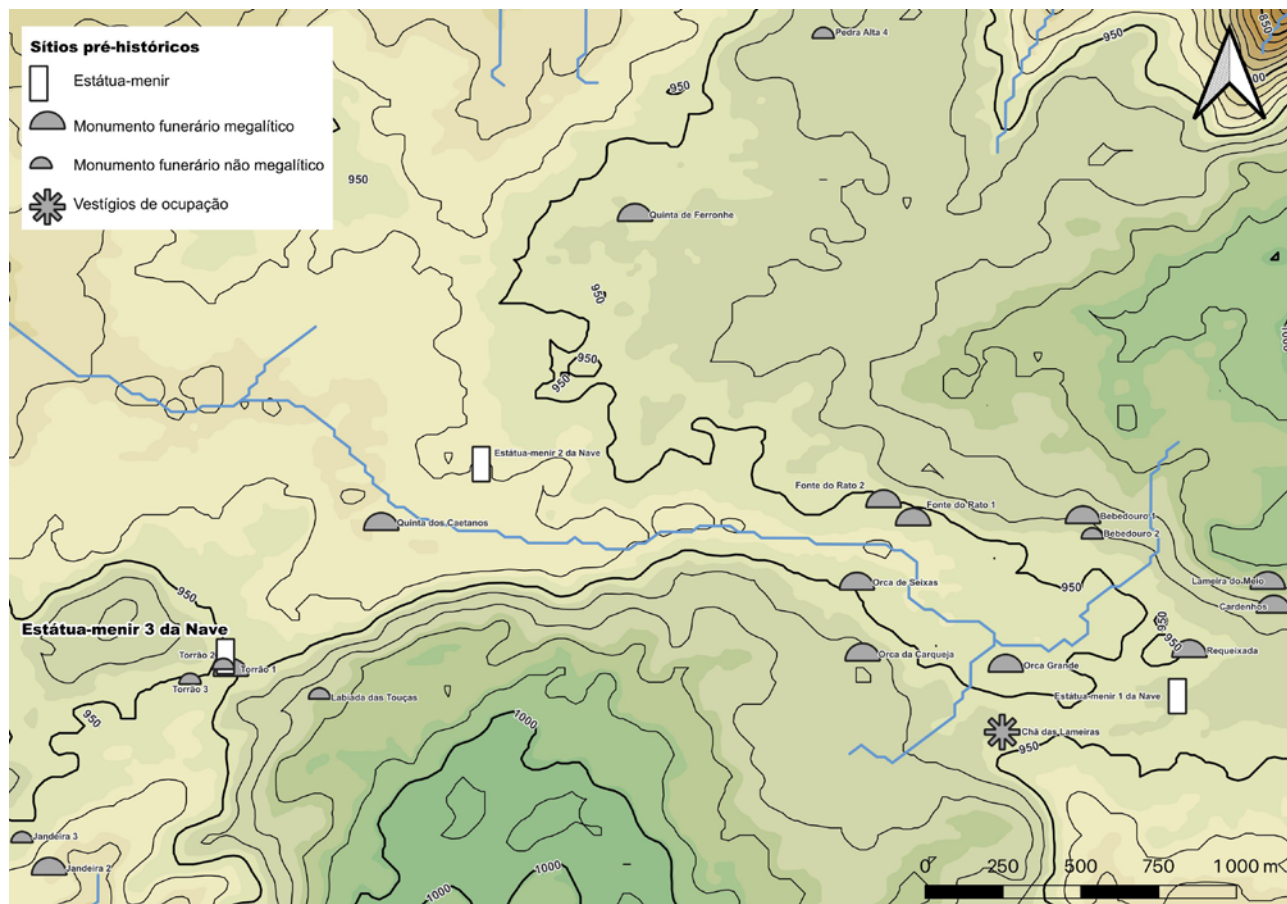 Sítios pré-históricos
Estátua-menir
Monumento funerário megalítico
Monumento funerário não megalítico
Vestígios de ocupação
Pedra Alta 4
950
850
950
950
Quinta de Ferronhe
950
1000
950
950
Estátua-menir 2 da Nave
Fonte do Rato 2
Fonte do Rato 1
Quinta dos Caetanos
Bebedouro 1
Bebedouro 2
950
Orca de Seixas
950
Lameira do Meio
Cardenhos
950
950
Estátua-menir 3 da Nave
Torrão 2
Torrão 1
Torrão 3
Orca da Carqueja
Orca Grande
Requeixada
Labiada das Touças
Estátua-menir 1 da Nave
950
1000
Chã das Lameiras
950
Jandeira 3
Jandeira 2
1000
1000
0 250 500 750 1000 m